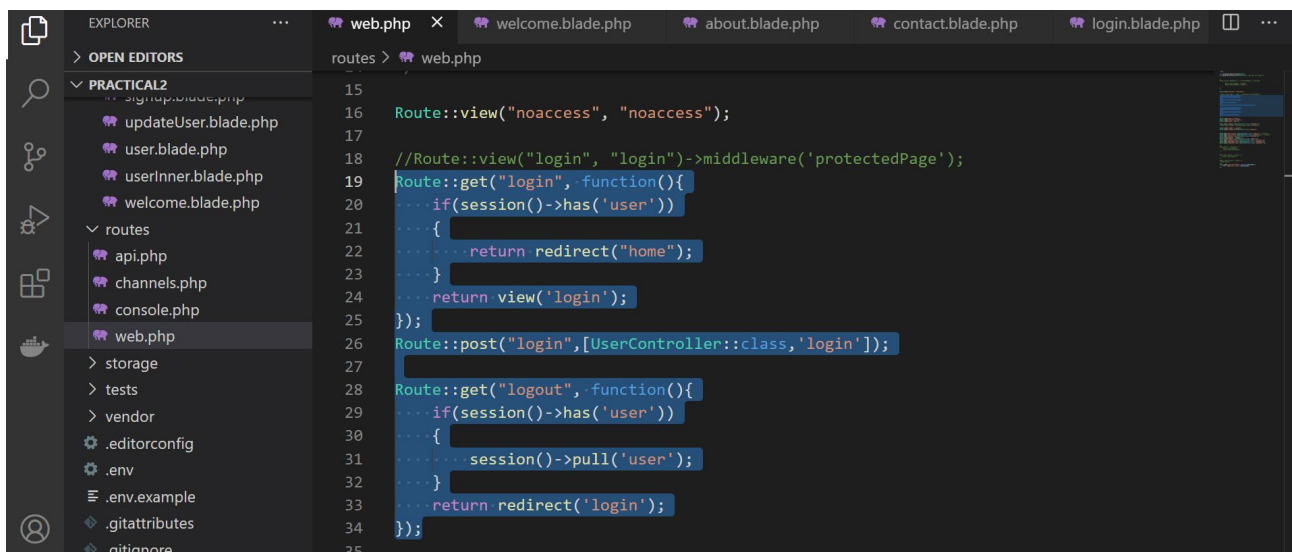 EXPLORER
OPEN EDITORS
PRACTICAL2
signup.blade.php
updateUser.blade.php
user.blade.php
userInner.blade.php
welcome.blade.php
routes
api.php
channels.php
console.php
web.php
storage
tests
vendor
.editorconfig
.env
.env.example
.gitattributes
.gitignore
web.php welcome.blade.php about.blade.php contact.blade.php login.blade.php
routes > web.php
15
16 Route::view("noaccess", "noaccess");
17
18 //Route::view("login", "login")->middleware('protectedPage');
19 Route::get("login", function(){
20 if(session()->has('user'))
21 {
22 return redirect("home");
23 }
24 return view('login');
25 });
26 Route::post("login",[UserController::class,'login']);
27
28 Route::get("logout", function(){
29 if(session()->has('user'))
30 {
31 session()->pull('user');
32 }
33 return redirect('login');
34 });
35